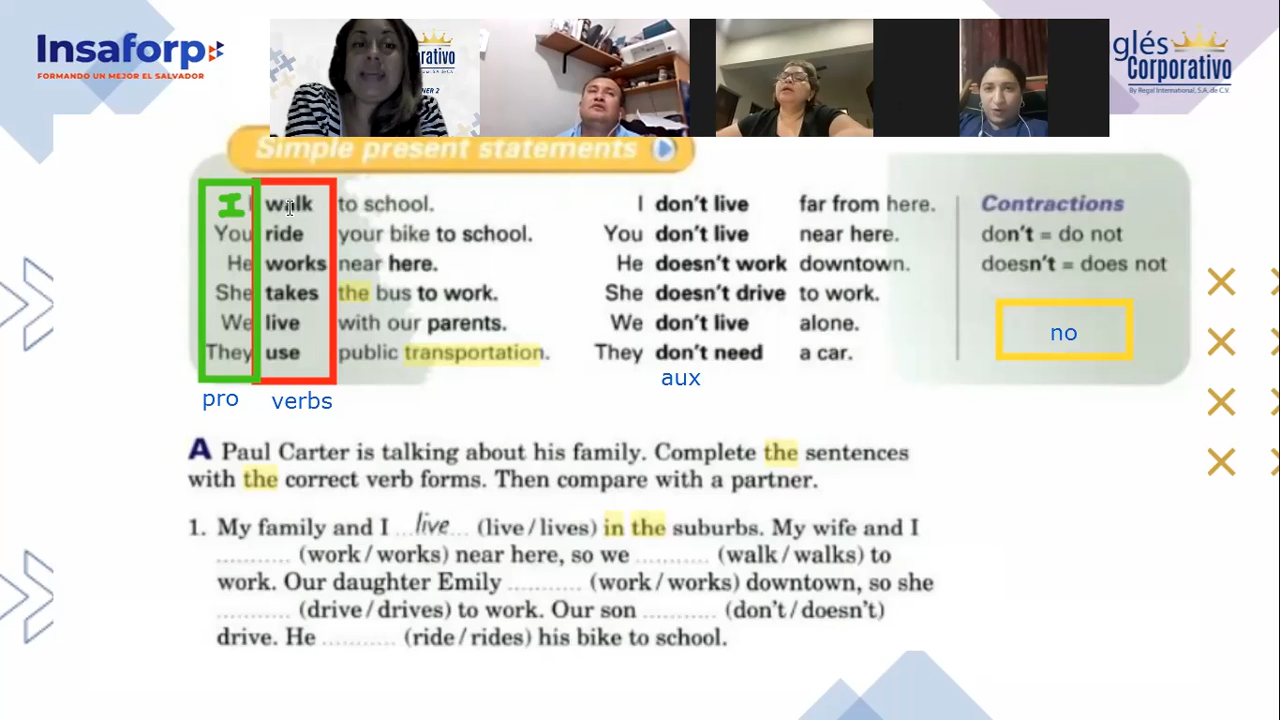 Insaforp
FORMANDO UN MEJOR EL SALVADOR
glés
Corporativo
By Regal International, S.A. de C.V.
Simple present statements
I walk to school.
You ride your bike to school.
He works near here.
She takes the bus to work.
We live with our parents.
They use public transportation.
pro verbs
I don't live far from here.
You don't live near here.
He doesn't work downtown.
She doesn't drive to work.
We don't live alone.
They don't need a car.
aux
Contractions
don't = do not
doesn't = does not
no
A Paul Carter is talking about his family. Complete the sentences
with the correct verb forms. Then compare with a partner.
1. My family and I ...live... (live / lives) in the suburbs. My wife and I
........... (work / works) near here, so we ........... (walk / walks) to
work. Our daughter Emily ........... (work / works) downtown, so she
........... (drive / drives) to work. Our son ........... (don't / doesn't)
drive. He ........... (ride / rides) his bike to school.